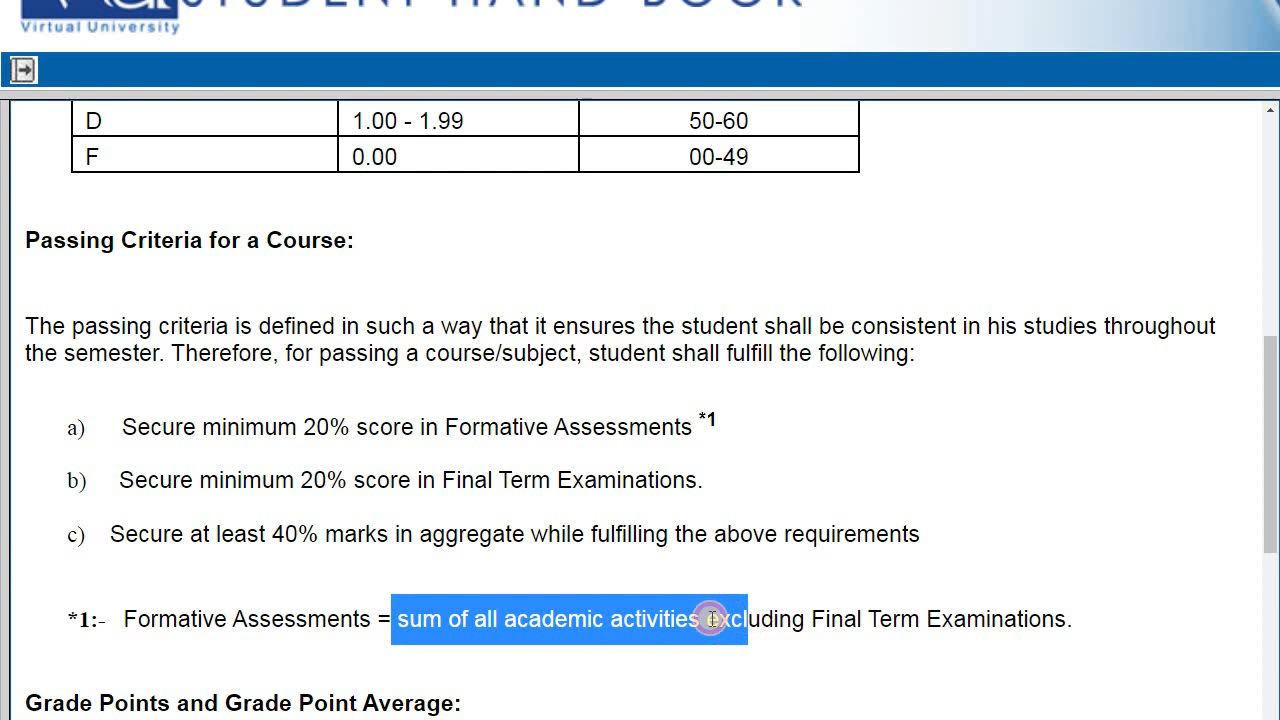 STUDENT HAND BOOK
Virtual University
D 1.00 - 1.99 50-60
F 0.00 00-49
Passing Criteria for a Course:
The passing criteria is defined in such a way that it ensures the student shall be consistent in his studies throughout
the semester. Therefore, for passing a course/subject, student shall fulfill the following:
a) Secure minimum 20% score in Formative Assessments *1
b) Secure minimum 20% score in Final Term Examinations.
c) Secure at least 40% marks in aggregate while fulfilling the above requirements
*1:- Formative Assessments = sum of all academic activities excluding Final Term Examinations.
Grade Points and Grade Point Average: